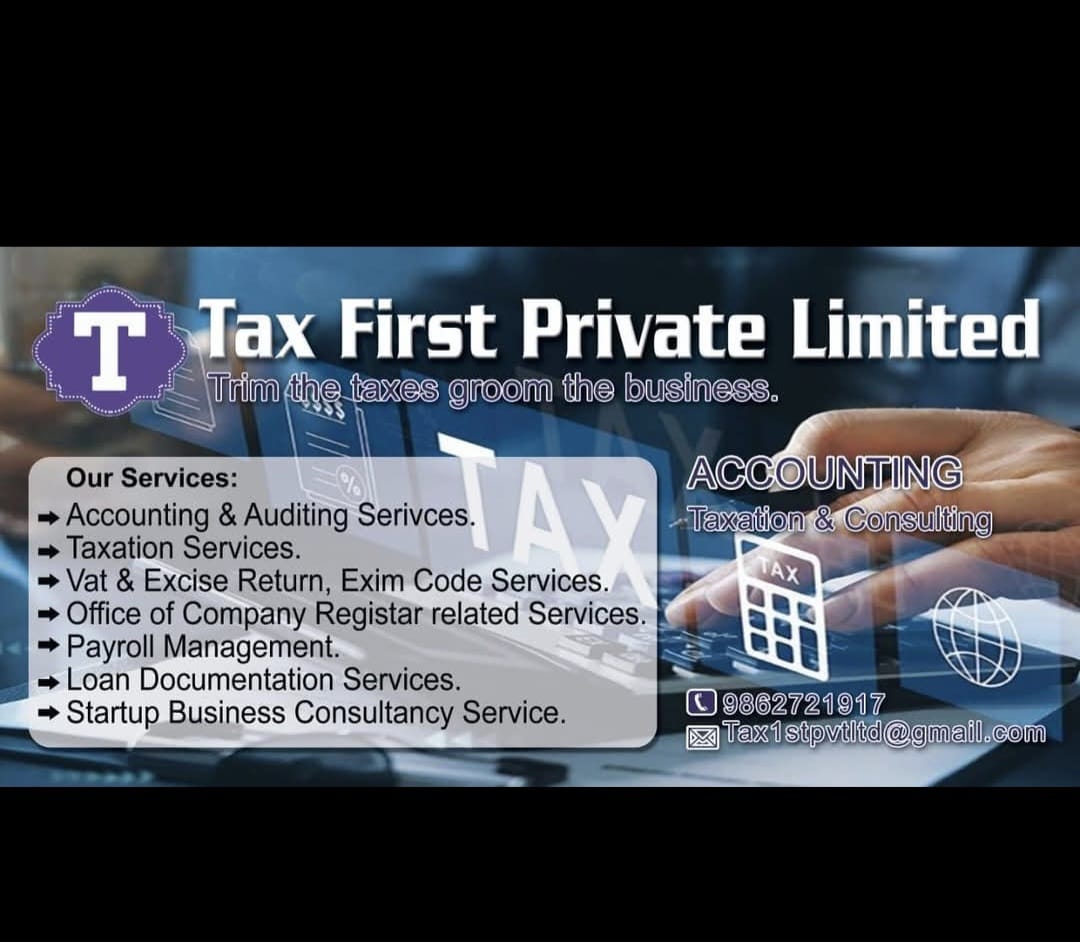 T
Tax First Private Limited
Trim the taxes groom the business.
Our Services:
➡ Accounting & Auditing Serivces.
➡ Taxation Services.
➡ Vat & Excise Return, Exim Code Services.
➡ Office of Company Registar related Services.
➡ Payroll Management.
➡ Loan Documentation Services.
➡ Startup Business Consultancy Service.
$$$$
%
TAX
TAX
ACCOUNTING
Taxation & Consulting
TAX
9862721917
Tax1stpvtltd@gmail.com